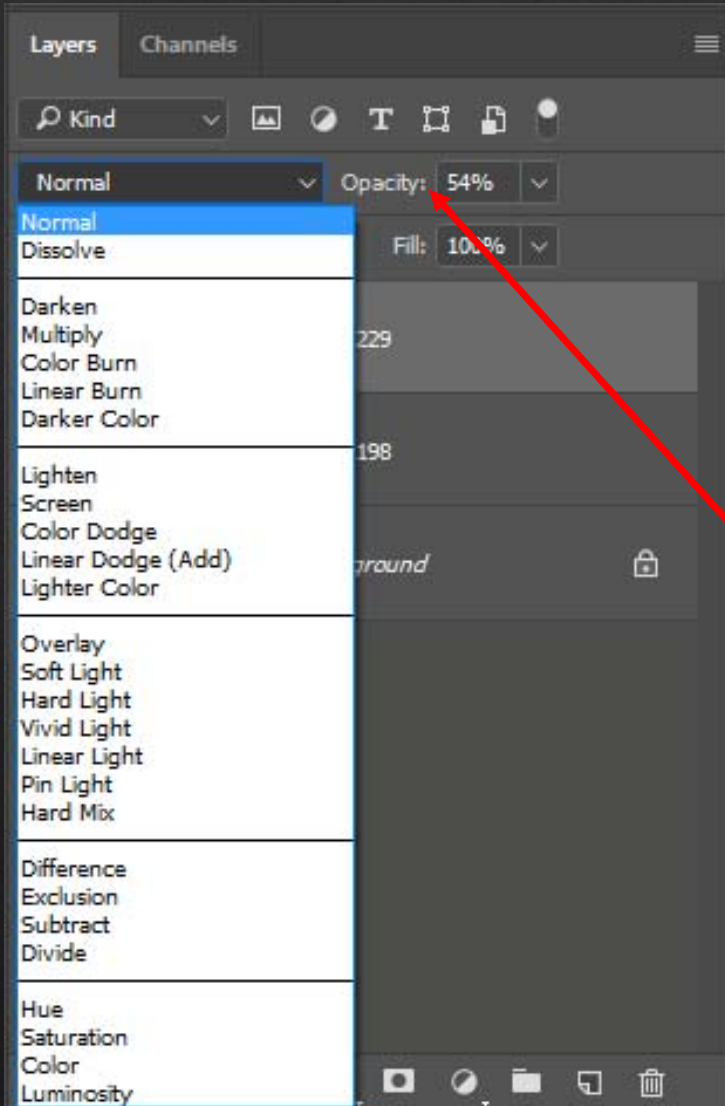 Layers Channels
Kind T
Normal Opacity: 54%
Normal
Dissolve Fill: 100%
Darken
Multiply 229
Color Burn
Linear Burn
Darker Color
198
Lighten
Screen
Color Dodge
Linear Dodge (Add) ground
Lighter Color
Overlay
Soft Light
Hard Light
Vivid Light
Linear Light
Pin Light
Hard Mix
Difference
Exclusion
Subtract
Divide
Hue
Saturation
Color
Luminosity